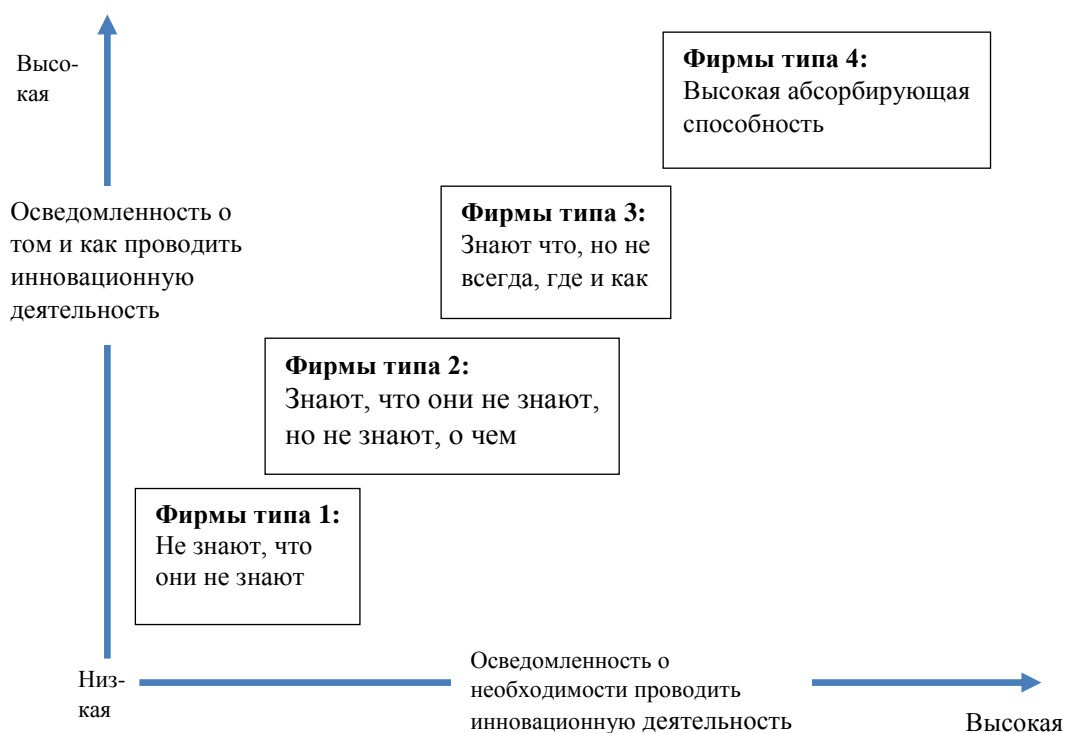 Высо-
кая
Фирмы типа 4:
Высокая абсорбирующая
способность
Осведомленность о
том и как проводить
инновационную
деятельность
Фирмы типа 3:
Знают что, но не
всегда, где и как
Фирмы типа 2:
Знают, что они не знают,
но не знают, о чем
Фирмы типа 1:
Не знают, что
они не знают
Низ-
кая
Осведомленность о
необходимости проводить
инновационную деятельность
Высокая